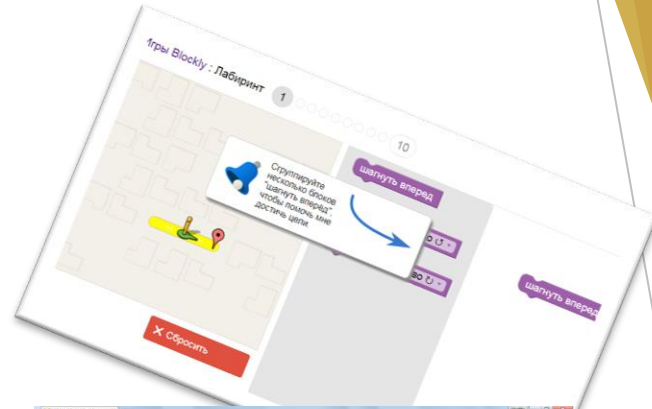 Игры Blockly : Лабиринт 1 10
шагнуть вперед
Сгруппируйте
несколько блоков
"шагнуть вперёд",
чтобы помочь мне
достичь цели.
шагнуть вперед
Сбросить